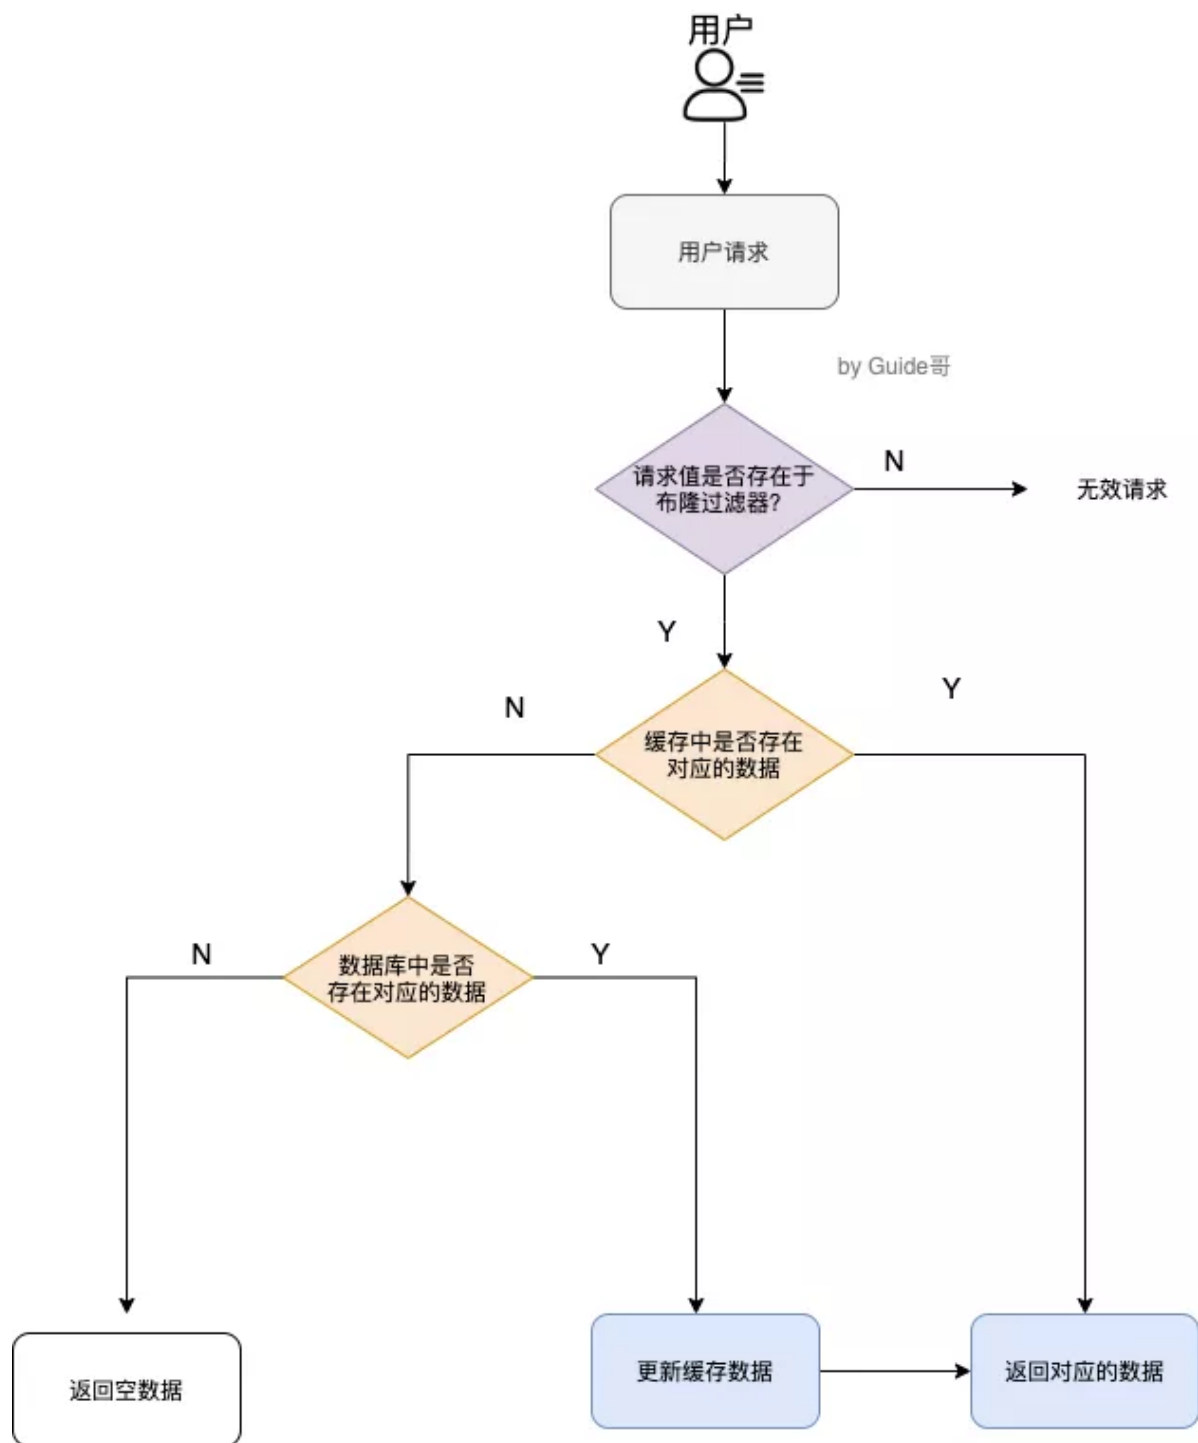 用户
用户请求
by Guide哥
请求值是否存在于
布隆过滤器?
N
无效请求
Y
N
Y
缓存中是否存在
对应的数据
N
Y
数据库中是否
存在对应的数据
返回空数据
更新缓存数据
返回对应的数据